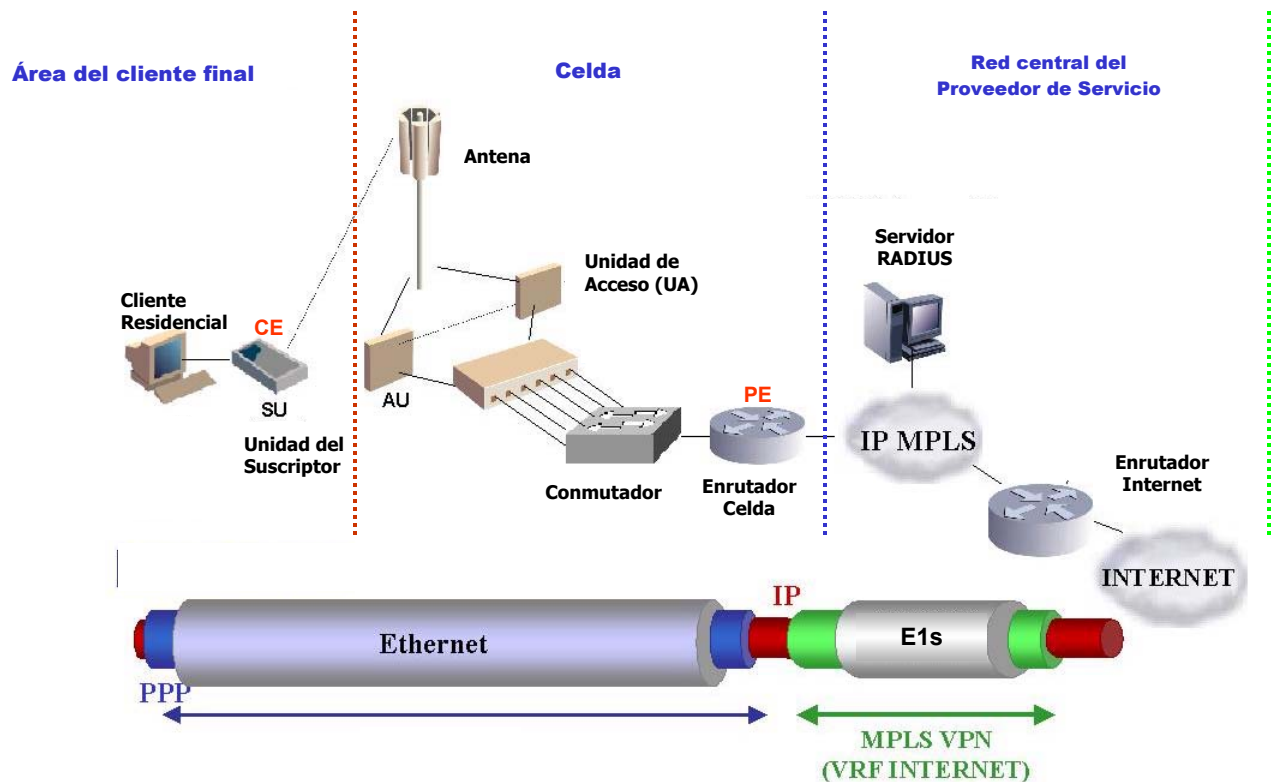 Área del cliente final
Celda
Red central del
Proveedor de Servicio
Antena
Servidor
RADIUS
Unidad de
Acceso (UA)
Cliente
Residencial
CE
SU
AU
PE
IP MPLS
Unidad del
Suscriptor
Conmutador
Enrutador
Celda
Enrutador
Internet
INTERNET
IP
Ethernet
E1s
PPP
MPLS VPN
(VRF INTERNET)